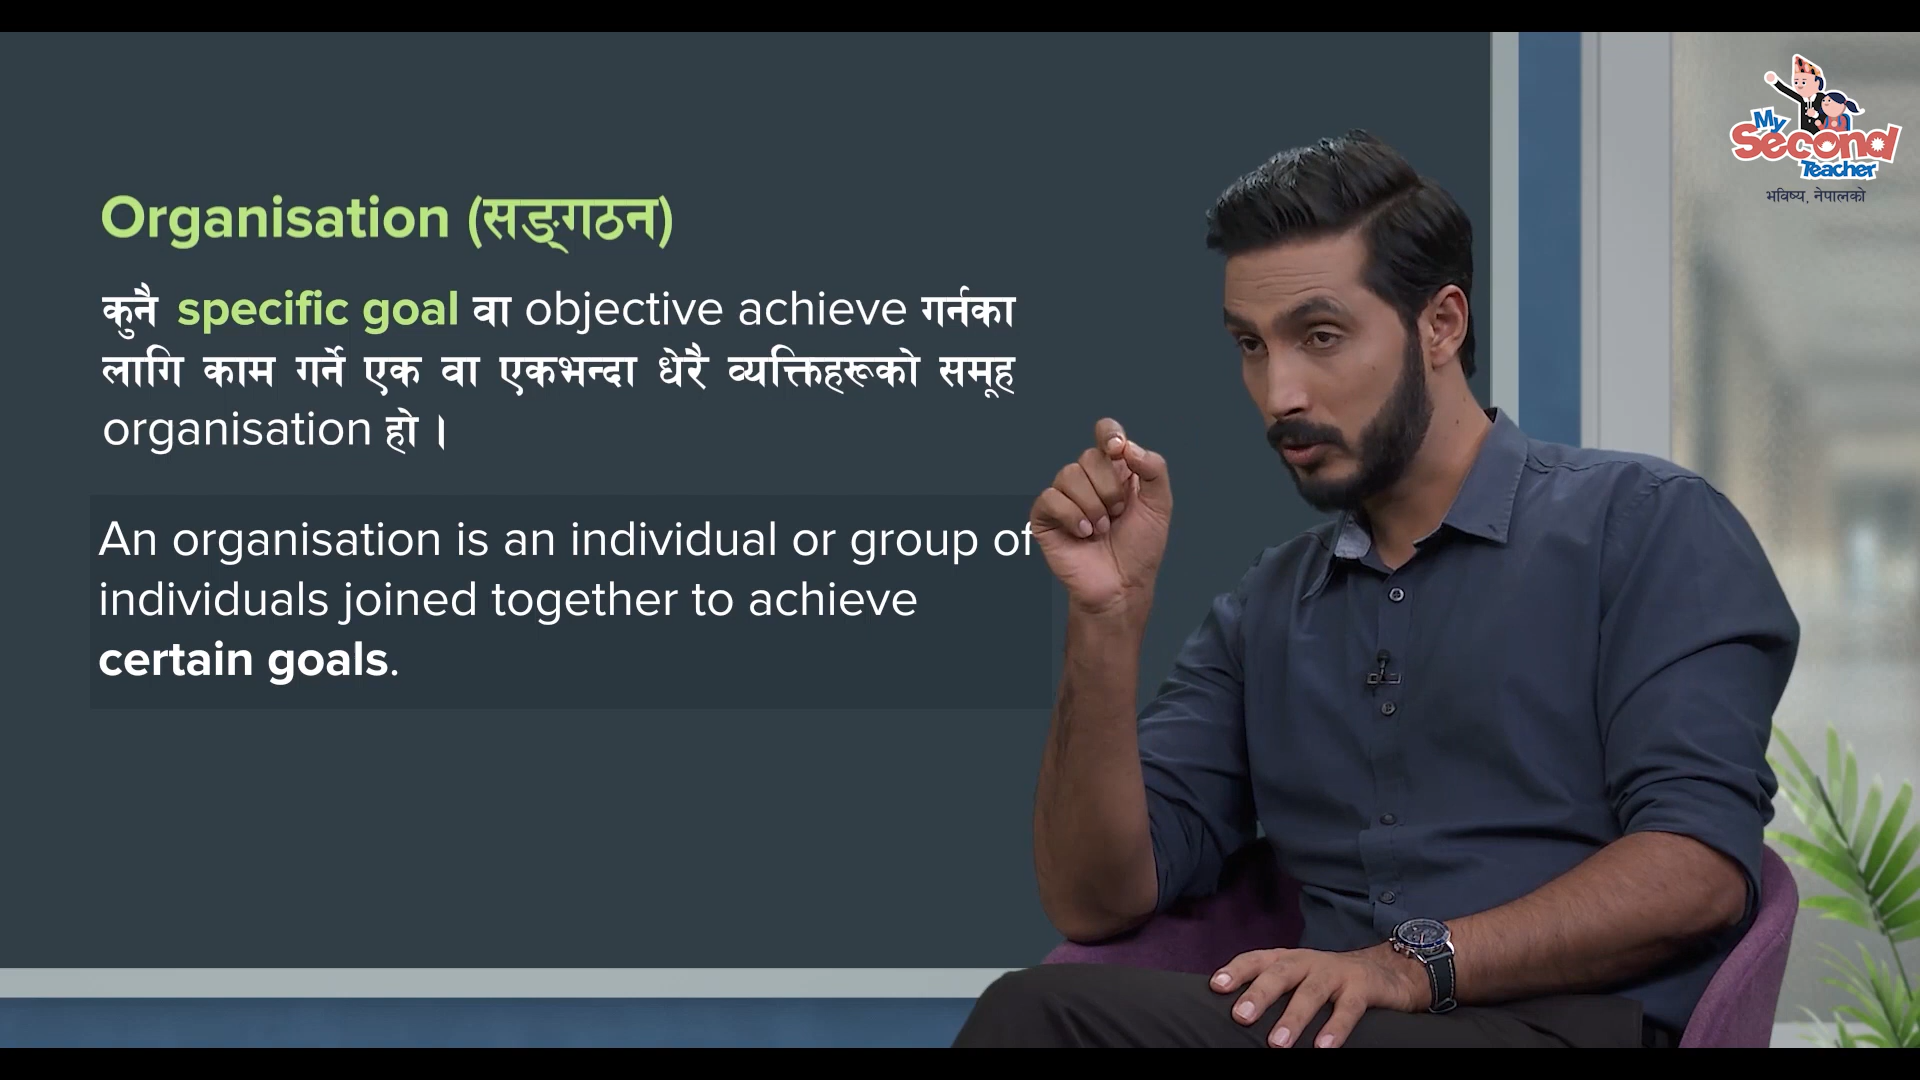 My
Second
Teacher
भविष्य, नेपालको
Organisation (सङ्गठन)
कुनै specific goal वा objective achieve गर्नका
लागि काम गर्ने एक वा एकभन्दा धेरै व्यक्तिहरूको समूह
organisation हो ।
An organisation is an individual or group of
individuals joined together to achieve
certain goals.